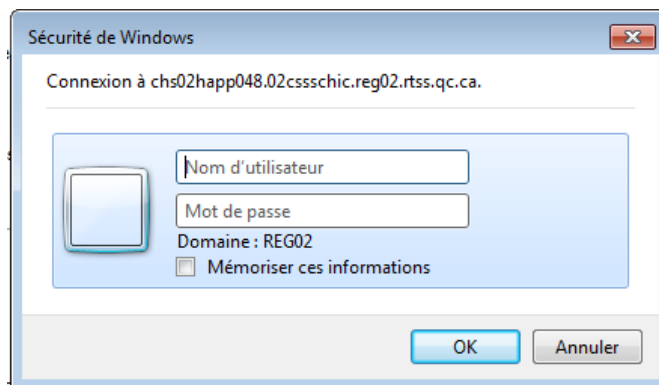 Sécurité de Windows
Connexion à chs02happ048.02cssschic.reg02.rtss.qc.ca.
Nom d'utilisateur
Mot de passe
Domaine : REG02
Mémoriser ces informations
OK Annuler